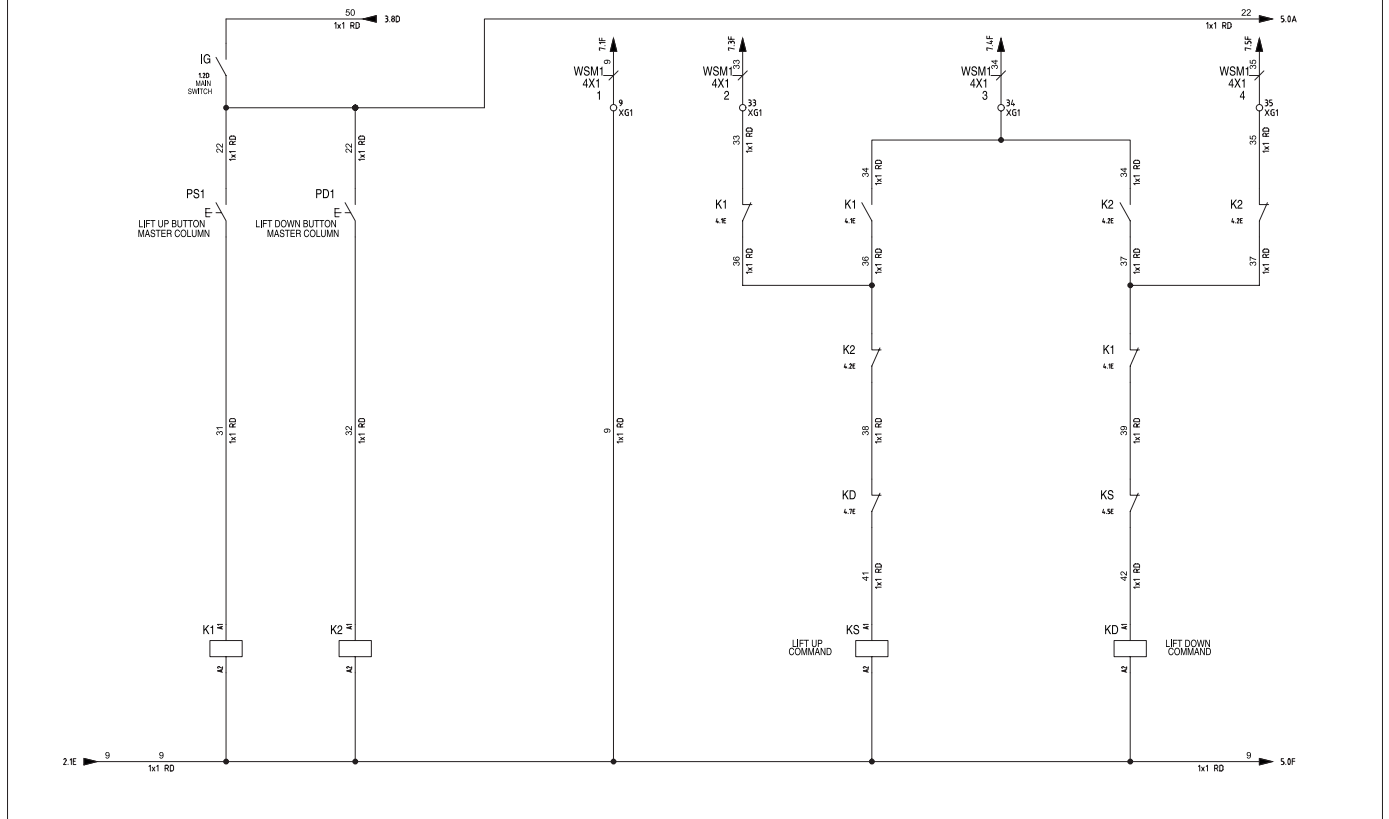 50
3.8D
1x1 RD
22
5.0A
1x1 RD
IG
1.2D
MAIN
SWITCH
7.1F
9
WSM1
4X1
1
9
XG1
7.3F
33
WSM1
4X1
2
33
XG1
7.4F
34
WSM1
4X1
3
34
XG1
7.5F
35
WSM1
4X1
4
35
XG1
22
1x1 RD
22
1x1 RD
33
1x1 RD
35
1x1 RD
34
1x1 RD
34
1x1 RD
PS1
LIFT UP BUTTON
MASTER COLUMN
PD1
LIFT DOWN BUTTON
MASTER COLUMN
K1
4.1E
K1
4.1E
K2
4.2E
K2
4.2E
36
1x1 RD
36
1x1 RD
37
1x1 RD
37
1x1 RD
K2
4.2E
K1
4.1E
31
1x1 RD
32
1x1 RD
9
1x1 RD
38
1x1 RD
39
1x1 RD
KD
4.7E
KS
4.5E
41
1x1 RD
42
1x1 RD
K1
A1
A2
K2
A1
A2
LIFT UP
COMMAND
KS
A1
A2
KD
A1
A2
LIFT DOWN
COMMAND
2.1E
9
9
1x1 RD
9
1x1 RD
5.0F